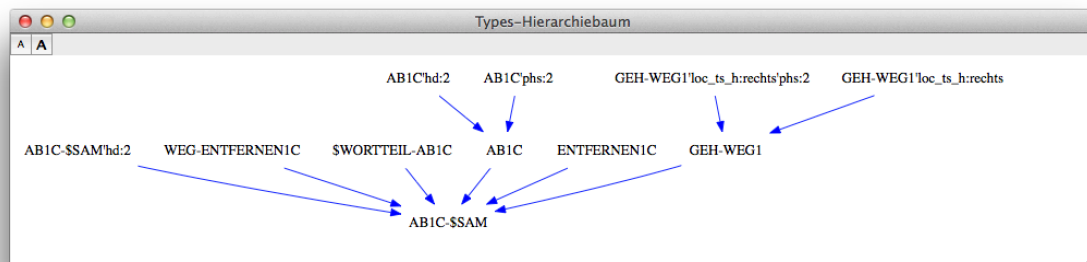 Types-Hierarchiebaum
A A
AB1C'hd:2 AB1C'phs:2 GEH-WEG1'loc_ts_h:rechts'phs:2 GEH-WEG1'loc_ts_h:rechts
AB1C-$SAM'hd:2 WEG-ENTFERNEN1C $WORTTEIL-AB1C AB1C ENTFERNEN1C GEH-WEG1
AB1C-$SAM